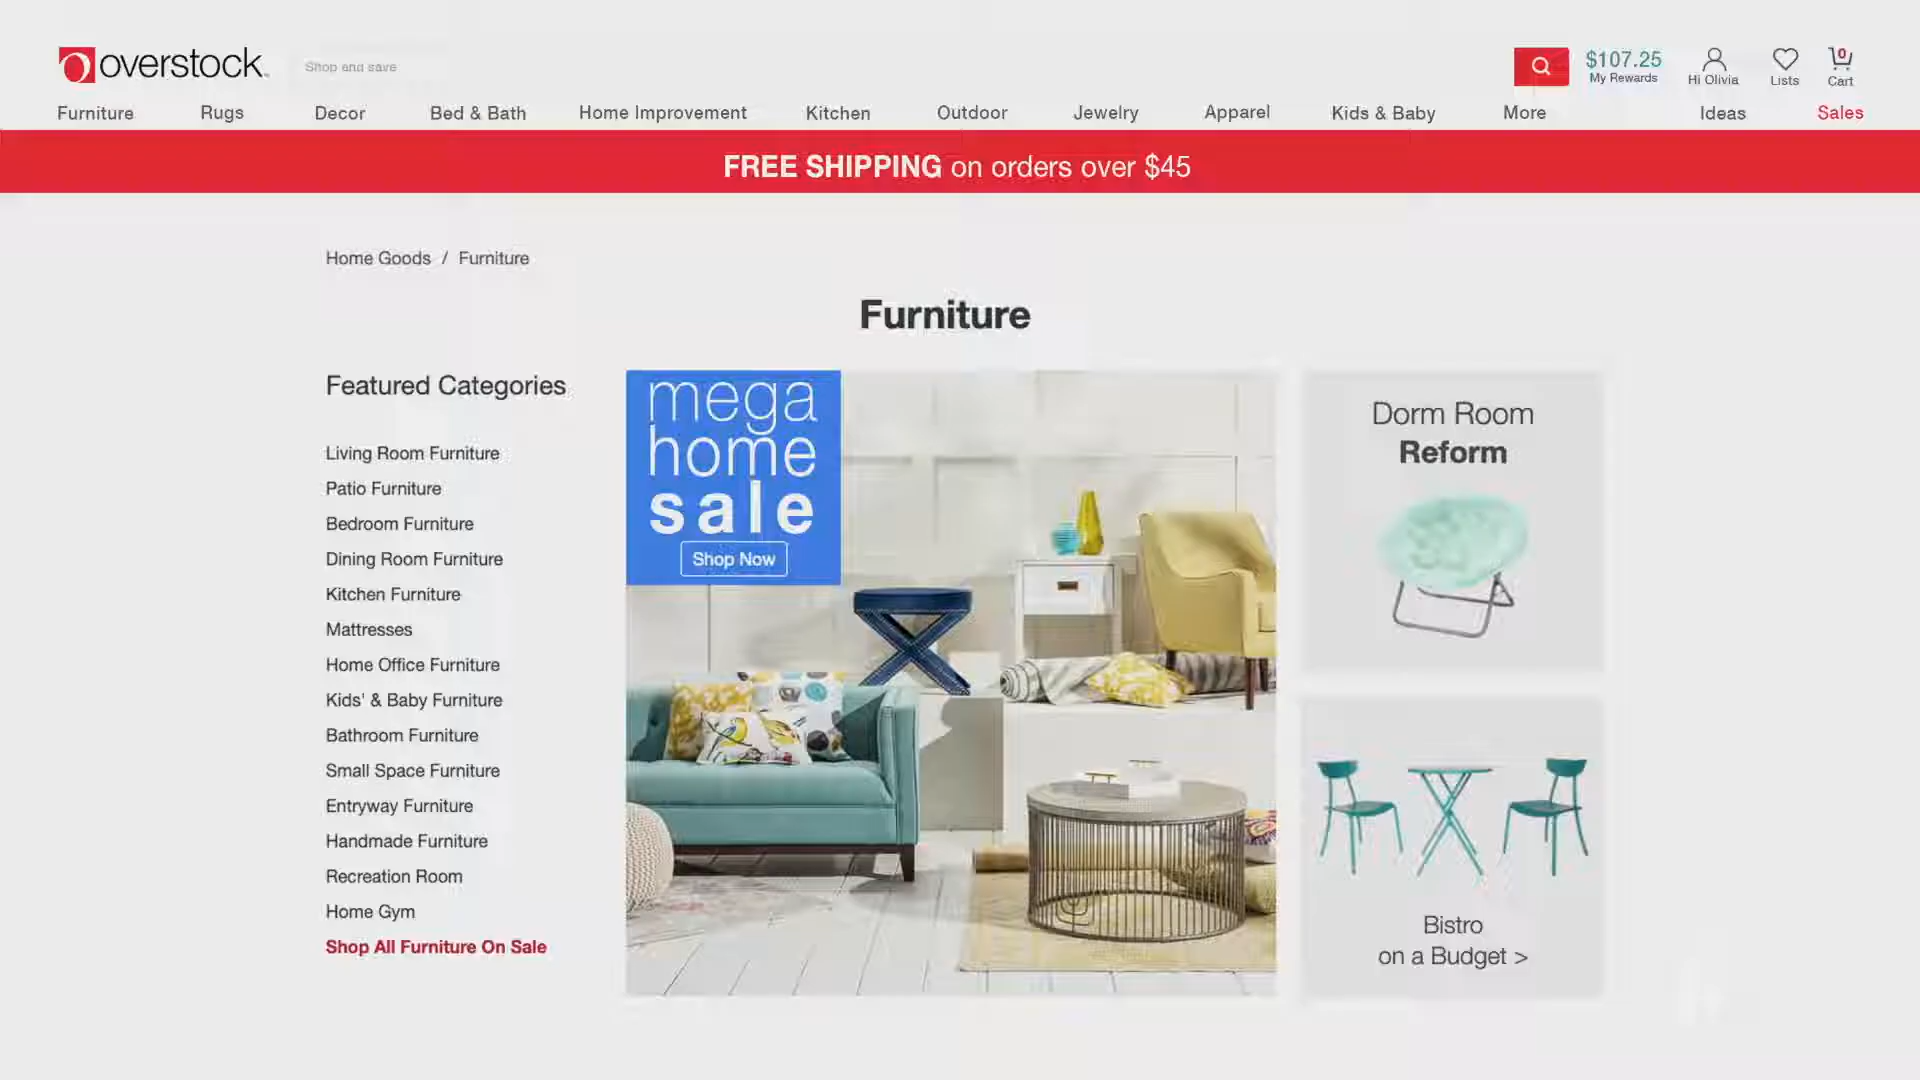 overstock
Shop and save
$107.25
My Rewards
Hi Olivia
Lists
0
Cart
Furniture Rugs Decor Bed & Bath Home Improvement Kitchen Outdoor Jewelry Apparel Kids & Baby More Ideas Sales
FREE SHIPPING on orders over $45
Home Goods / Furniture
Furniture
Featured Categories
Living Room Furniture
Patio Furniture
Bedroom Furniture
Dining Room Furniture
Kitchen Furniture
Mattresses
Home Office Furniture
Kids' & Baby Furniture
Bathroom Furniture
Small Space Furniture
Entryway Furniture
Handmade Furniture
Recreation Room
Home Gym
Shop All Furniture On Sale
mega
home
sale
Shop Now
Dorm Room
Reform
Bistro
on a Budget >